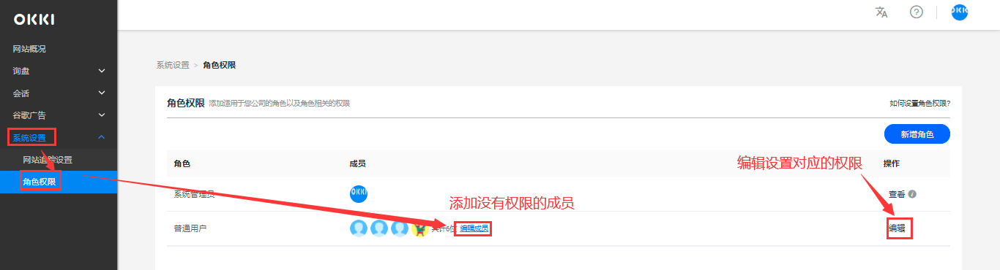 OKKI
网站概况
询盘
会话
谷歌广告
系统设置
网站追踪设置
角色权限
OKKI
系统设置 > 角色权限
角色权限 添加适用于您公司的角色以及角色相关的权限 如何设置角色权限?
新增角色
角色 成员 操作
编辑设置对应的权限
系统管理员 OKKI 查看
添加没有权限的成员
普通用户 共计6位 编辑成员 编辑